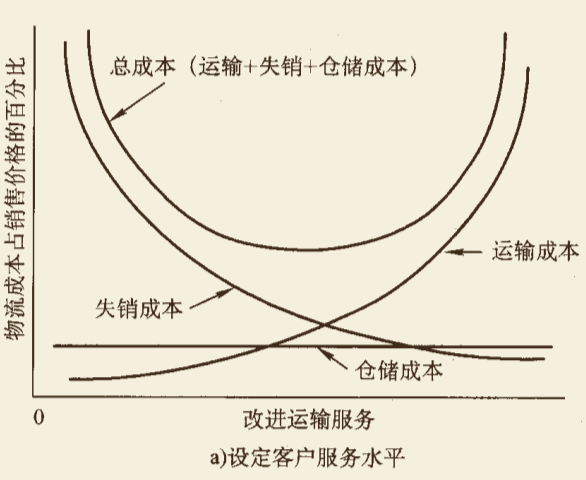 物流成本占销售价格的百分比
总成本（运输+失销+仓储成本）
运输成本
失销成本
仓储成本
0
改进运输服务
a)设定客户服务水平